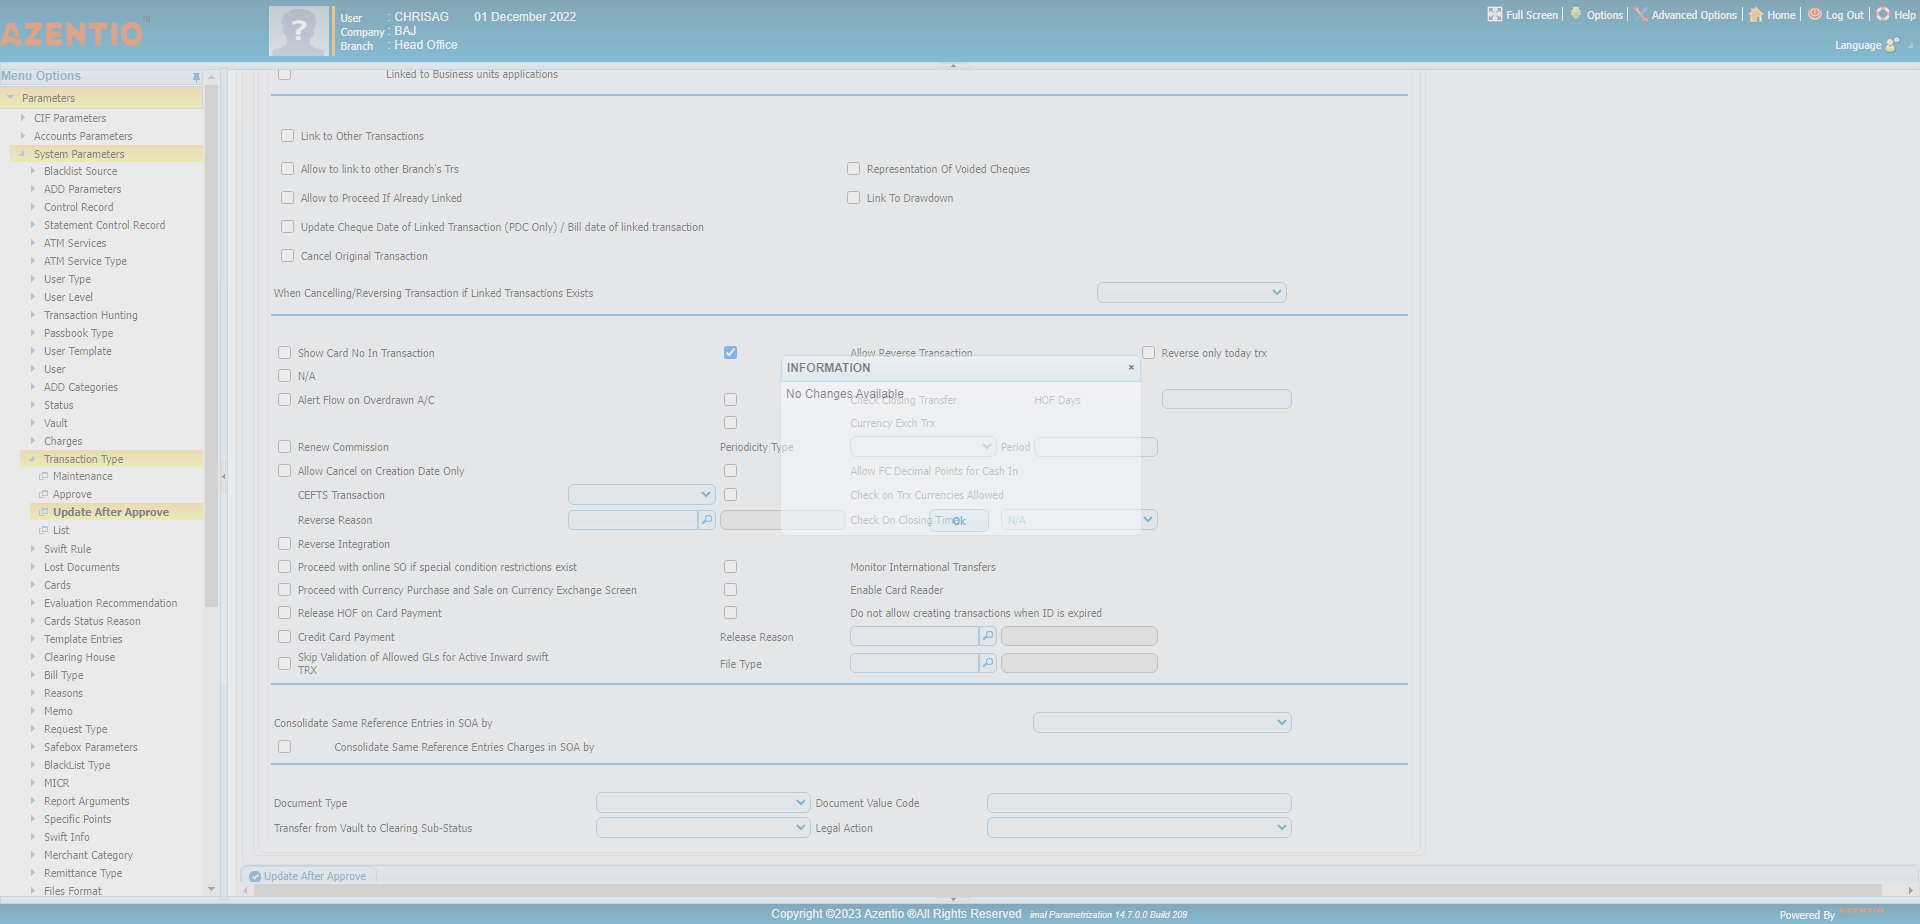 AZENTIO™
User : CHRISAG 01 December 2022
Company : BAJ
Branch : Head Office
Full Screen
Options
Advanced Options
Home
Log Out
Help
Language
Menu Options
Parameters
CIF Parameters
Accounts Parameters
System Parameters
Blacklist Source
ADD Parameters
Control Record
Statement Control Record
ATM Services
ATM Service Type
User Type
User Level
Transaction Hunting
Passbook Type
User Template
User
ADD Categories
Status
Vault
Charges
Transaction Type
Maintenance
Approve
Update After Approve
List
Swift Rule
Lost Documents
Cards
Evaluation Recommendation
Cards Status Reason
Template Entries
Clearing House
Bill Type
Reasons
Memo
Request Type
Safebox Parameters
BlackList Type
MICR
Report Arguments
Specific Points
Swift Info
Merchant Category
Remittance Type
Files Format
Linked to Business units applications
Link to Other Transactions
Allow to link to other Branch's Trs
Representation Of Voided Cheques
Allow to Proceed If Already Linked
Link To Drawdown
Update Cheque Date of Linked Transaction (PDC Only) / Bill date of linked transaction
Cancel Original Transaction
When Cancelling/Reversing Transaction if Linked Transactions Exists
Show Card No In Transaction
Allow Reverse Transaction
Reverse only today trx
INFORMATION ×
N/A
No Changes Available
Alert Flow on Overdrawn A/C
Check Closing Transfer
HOF Days
Currency Exch Trx
Renew Commission
Periodicity Type
Period
Allow Cancel on Creation Date Only
Allow FC Decimal Points for Cash In
CEFTS Transaction
Check on Trx Currencies Allowed
Reverse Reason
Check On Closing Time
Ok
N/A
Reverse Integration
Proceed with online SO if special condition restrictions exist
Monitor International Transfers
Proceed with Currency Purchase and Sale on Currency Exchange Screen
Enable Card Reader
Release HOF on Card Payment
Do not allow creating transactions when ID is expired
Credit Card Payment
Release Reason
Skip Validation of Allowed GLs for Active Inward swift
TRX
File Type
Consolidate Same Reference Entries in SOA by
Consolidate Same Reference Entries Charges in SOA by
Document Type
Document Value Code
Transfer from Vault to Clearing Sub-Status
Legal Action
Update After Approve
Copyright ©2023 Azentio ®All Rights Reserved imal Parametrization 14.7.0.0 Build 209
Powered By AZENTIO